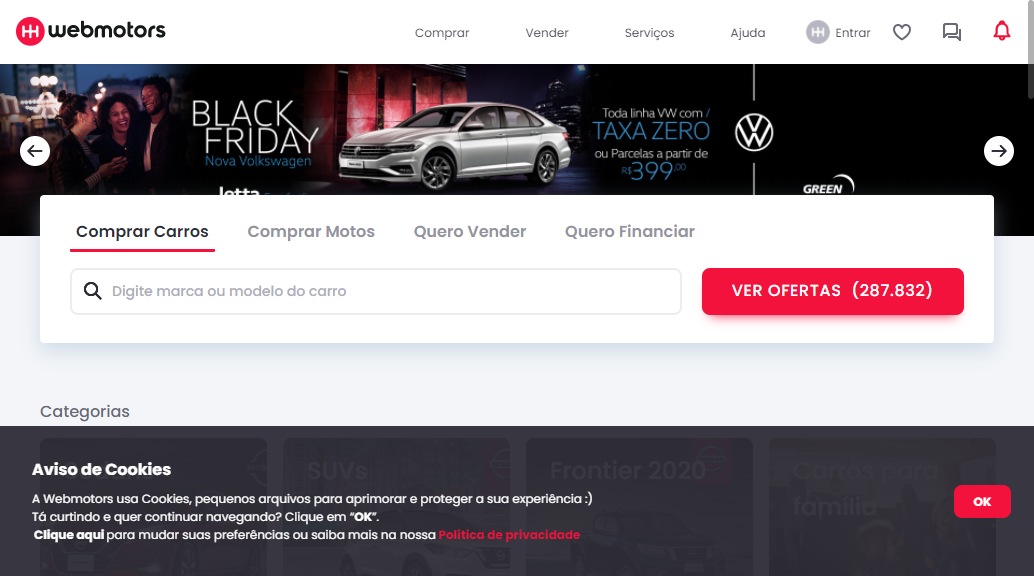 webmotors
Comprar
Vender
Serviços
Ajuda
Entrar
BLACK
FRIDAY
Nova Volkswagen
Jetta
Toda linha VW com /
TAXA ZERO
ou Parcelas a partir de
R$399,00
GREEN
Comprar Carros
Comprar Motos
Quero Vender
Quero Financiar
Digite marca ou modelo do carro
VER OFERTAS (287.832)
Categorias
SUVs
Frontier 2020
Carros para
família
Aviso de Cookies
A Webmotors usa Cookies, pequenos arquivos para aprimorar e proteger a sua experiência :)
Tá curtindo e quer continuar navegando? Clique em “OK”.
Clique aqui para mudar suas preferências ou saiba mais na nossa Política de privacidade
OK